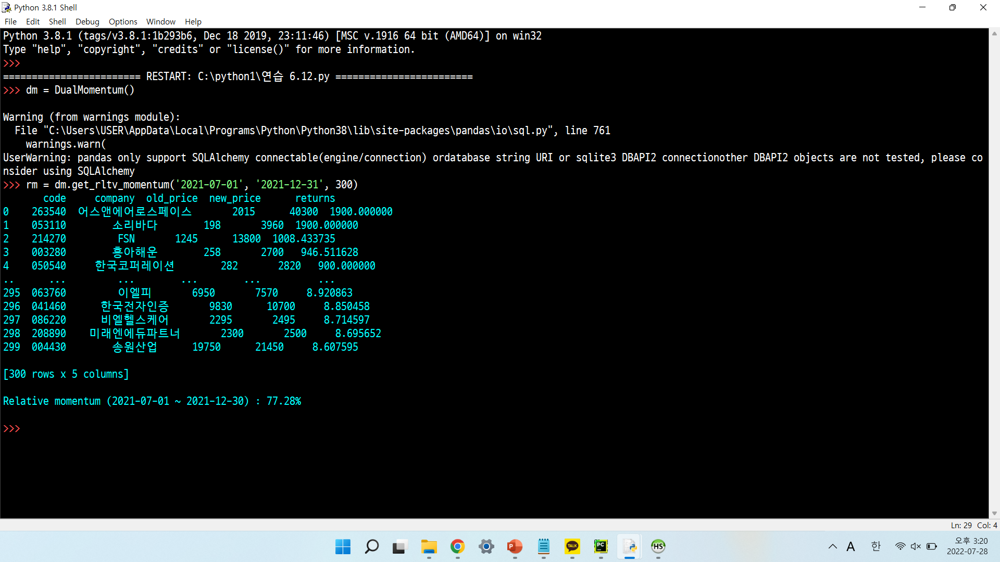 Python 3.8.1 Shell
File Edit Shell Debug Options Window Help
Python 3.8.1 (tags/v3.8.1:1b293b6, Dec 18 2019, 23:11:46) [MSC v.1916 64 bit (AMD64)] on win32
Type "help", "copyright", "credits" or "license()" for more information.
>>>
======================== RESTART: C:\python1\연습 6.12.py ========================
>>> dm = DualMomentum()
Warning (from warnings module):
File "C:\Users\USER\AppData\Local\Programs\Python\Python38\lib\site-packages\pandas\io\sql.py", line 761
warnings.warn(
UserWarning: pandas only support SQLAlchemy connectable(engine/connection) ordatabase string URI or sqlite3 DBAPI2 connectionother DBAPI2 objects are not tested, please co
nsider using SQLAlchemy
>>> rm = dm.get_rltv_momentum('2021-07-01', '2021-12-31', 300)
code company old_price new_price returns
0 263540 어스앤에어로스페이스 2015 40300 1900.000000
1 053110 소리바다 198 3960 1900.000000
2 214270 FSN 1245 13800 1008.433735
3 003280 흥아해운 258 2700 946.511628
4 050540 한국코퍼레이션 282 2820 900.000000
.. ... ... ... ... ...
295 063760 이엘피 6950 7570 8.920863
296 041460 한국전자인증 9830 10700 8.850458
297 086220 비엘헬스케어 2295 2495 8.714597
298 208890 미래엔에듀파트너 2300 2500 8.695652
299 004430 송원산업 19750 21450 8.607595
[300 rows x 5 columns]
Relative momentum (2021-07-01 ~ 2021-12-30) : 77.28%
>>>
Ln: 29 Col: 4
P TALK PC HS A 한 오후 3:20
2022-07-28